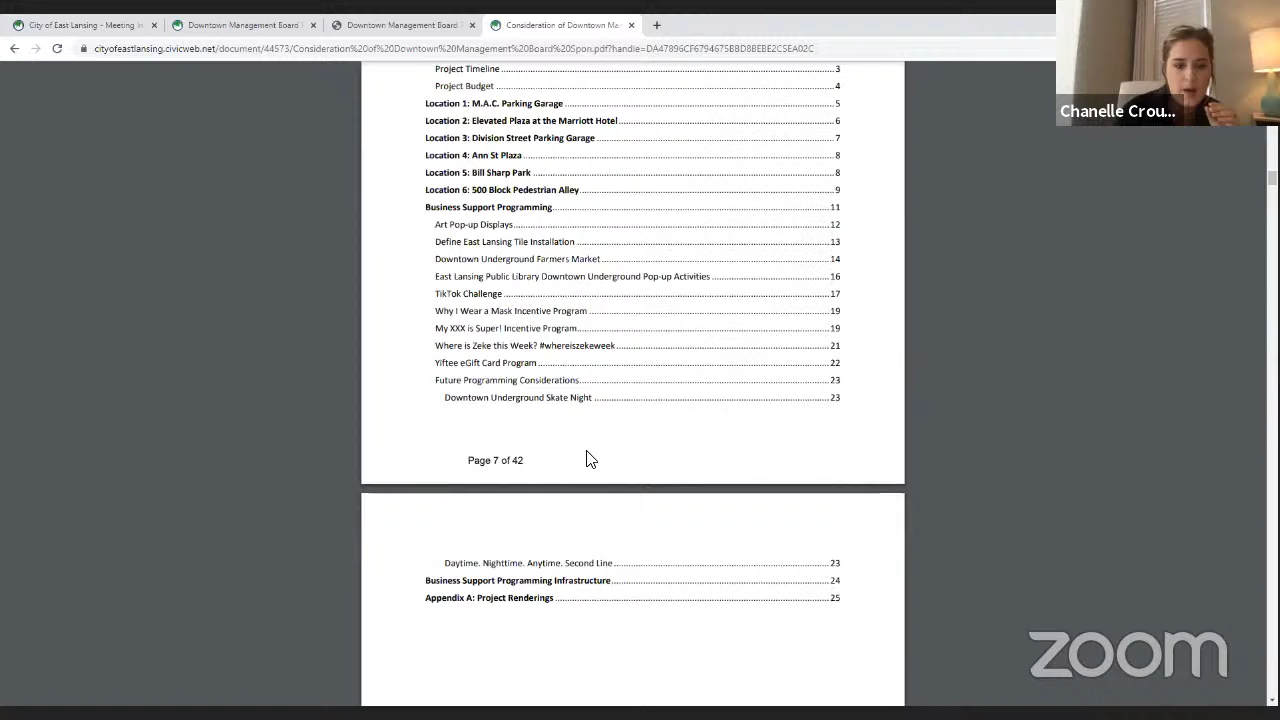 City of East Lansing - Meeting In
Downtown Management Board
Downtown Management Board
Consideration of Downtown Ma
cityofeastlansing.civicweb.net/document/44573/Consideration%20of%20Downtown%20Management%20Board%20Spon.pdf?handle=DA47896CF6794675BBD8BEBE2C5EA02C
Chanelle Crou...
Project Timeline 3
Project Budget 4
Location 1: M.A.C. Parking Garage 5
Location 2: Elevated Plaza at the Marriott Hotel 6
Location 3: Division Street Parking Garage 7
Location 4: Ann St Plaza 8
Location 5: Bill Sharp Park 8
Location 6: 500 Block Pedestrian Alley 9
Business Support Programming 11
Art Pop-up Displays 12
Define East Lansing Tile Installation 13
Downtown Underground Farmers Market 14
East Lansing Public Library Downtown Underground Pop-up Activities 16
TikTok Challenge 17
Why I Wear a Mask Incentive Program 19
My XXX is Super! Incentive Program 19
Where is Zeke this Week? #whereiszekeweek 21
Yiftee eGift Card Program 22
Future Programming Considerations 23
Downtown Underground Skate Night 23
Page 7 of 42
Daytime. Nighttime. Anytime. Second Line 23
Business Support Programming Infrastructure 24
Appendix A: Project Renderings 25
zoom